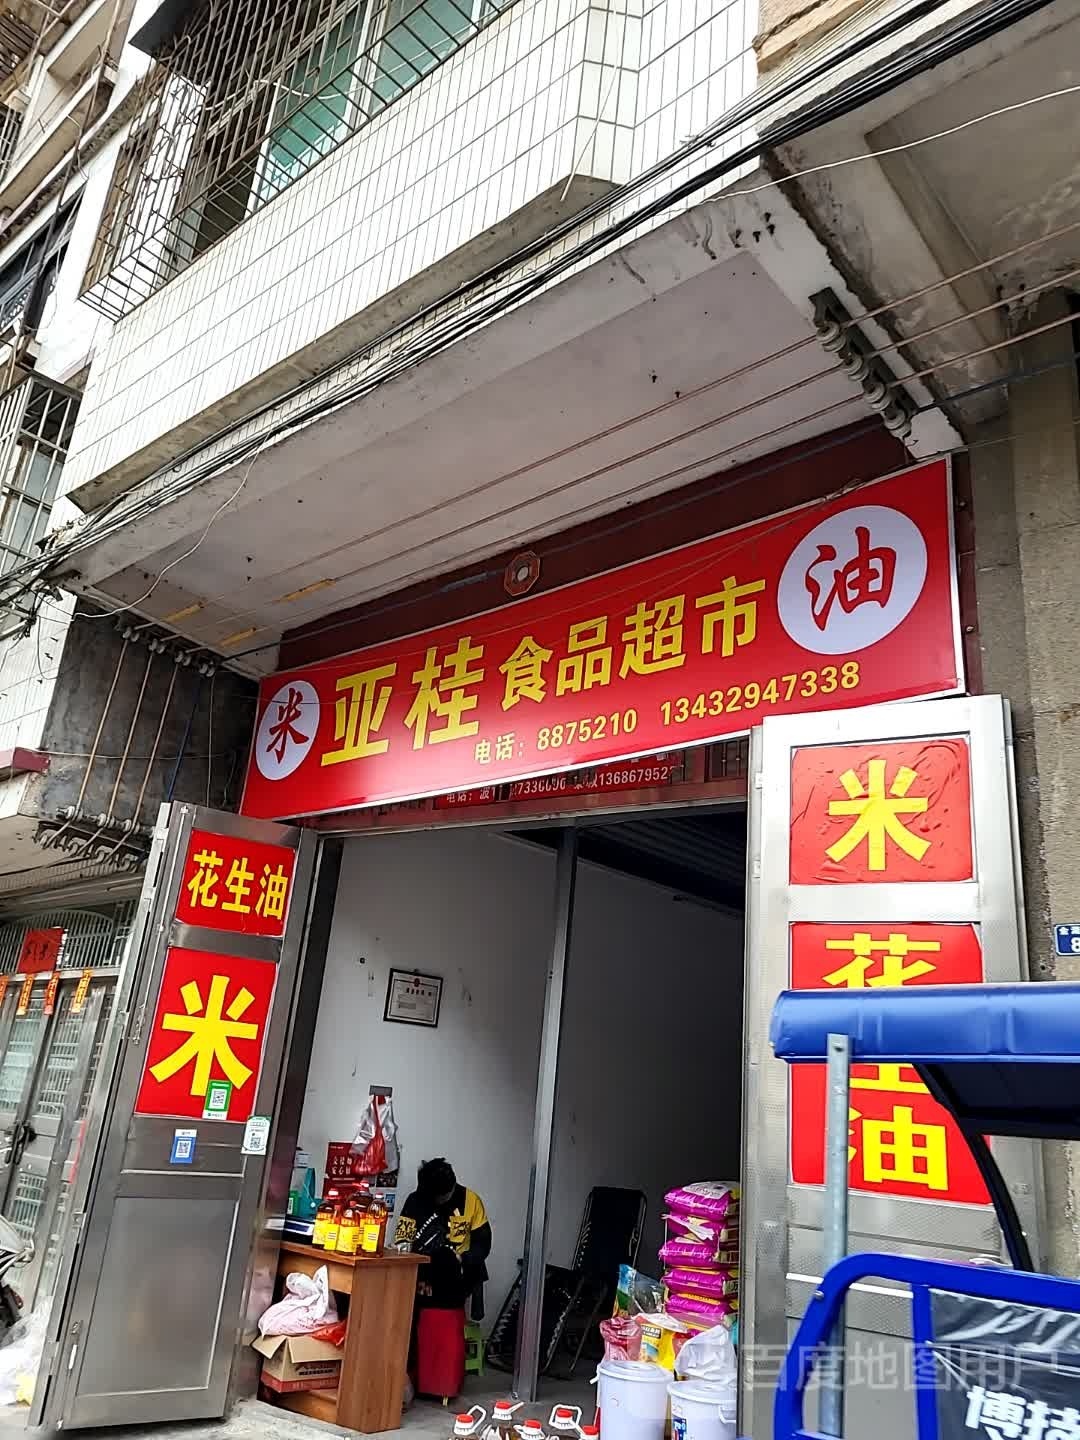 米 亚桂食品超市 油
电话：8875210 13432947338
花生油
米
米
花生油
百度地图用户